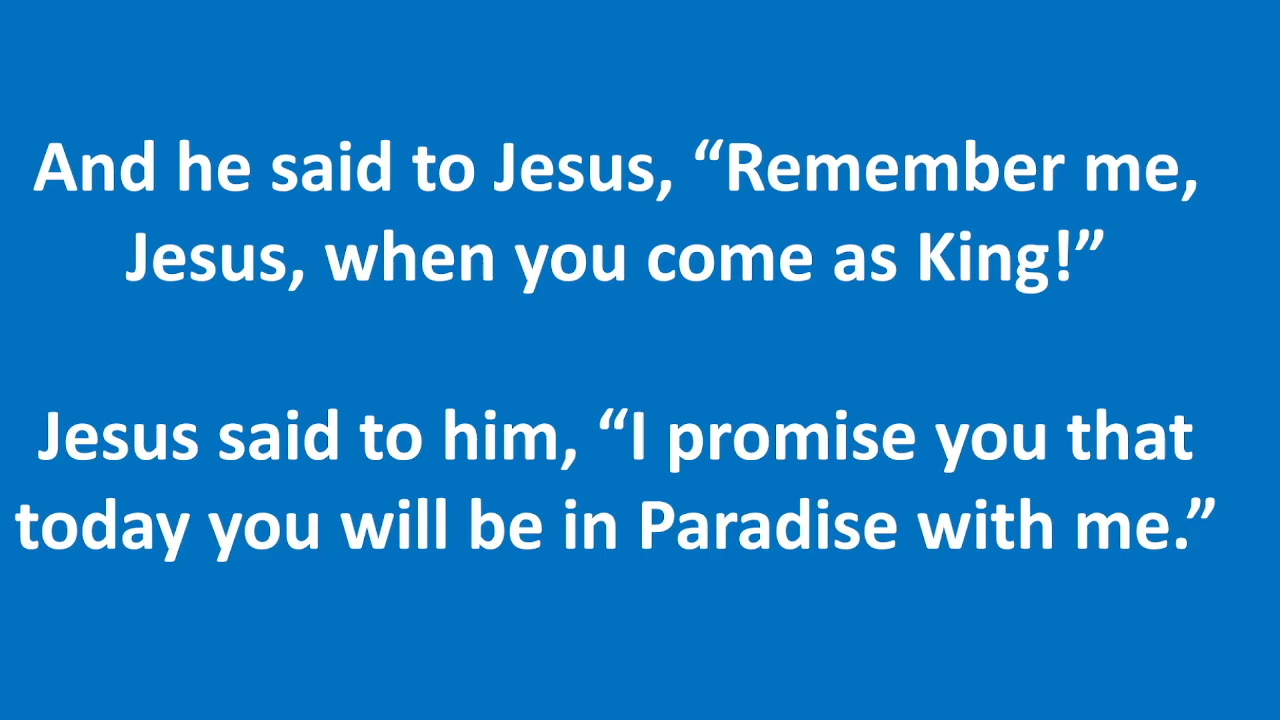 And he said to Jesus, “Remember me,
Jesus, when you come as King!”
Jesus said to him, “I promise you that
today you will be in Paradise with me.”